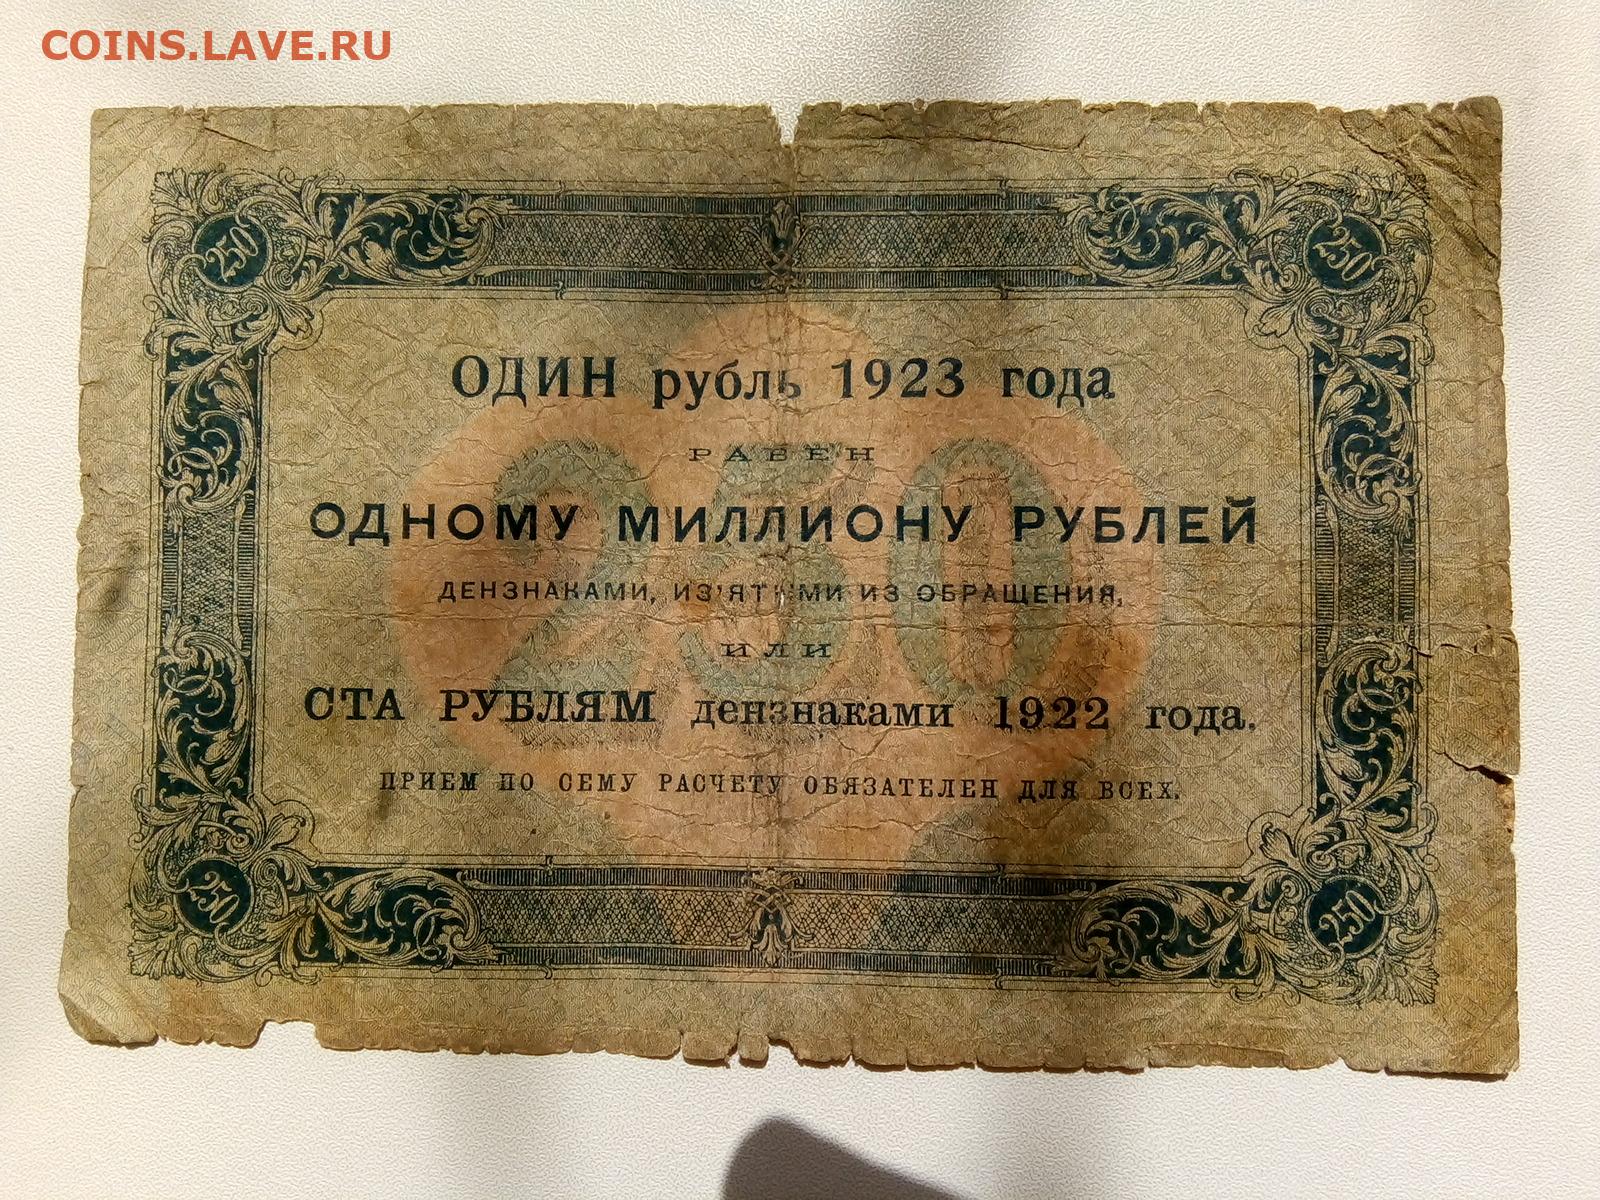 COINS.LAVE.RU
250 250
ОДИН рубль 1923 года
РАВЕН
ОДНОМУ МИЛЛИОНУ РУБЛЕЙ
250
ДЕНЗНАКАМИ, ИЗ'ЯТЫМИ ИЗ ОБРАЩЕНИЯ,
ИЛИ
СТА РУБЛЯМ дензнаками 1922 года.
ПРИЕМ ПО СЕМУ РАСЧЕТУ ОБЯЗАТЕЛЕН ДЛЯ ВСЕХ.
250 250